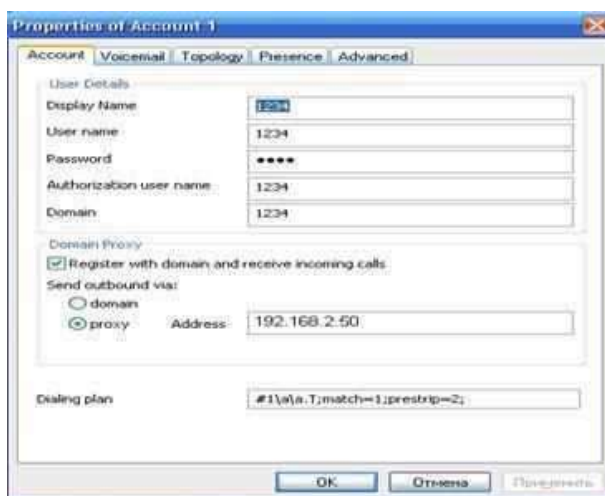 Properties of Account 1
Account Voicemail Topology Presence Advanced
User Details
Display Name 1234
User name 1234
Password ●●●●
Authorization user name 1234
Domain 1234
Domain Proxy
Register with domain and receive incoming calls
Send outbound via:
domain
proxy Address 192.168.2.50
Dialing plan #1\a\a.T;match=1;prestrip=2;
OK Отмена Применить